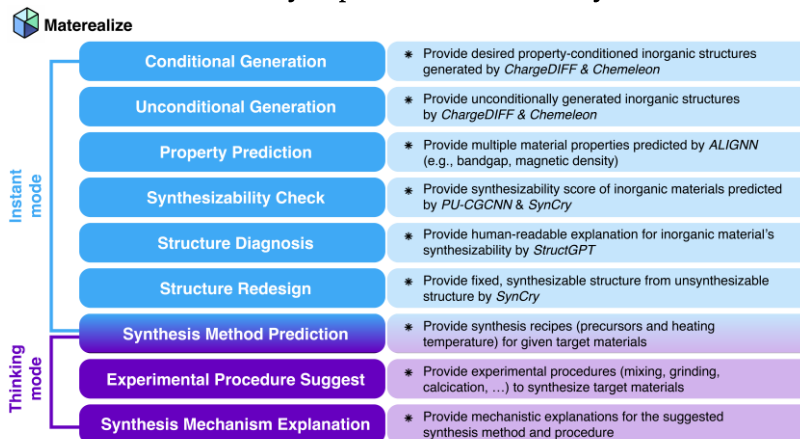 Materealize
Instant mode
Conditional Generation
✷ Provide desired property-conditioned inorganic structures
generated by ChargeDIFF & Chemeleon
Unconditional Generation
✷ Provide unconditionally generated inorganic structures
by ChargeDIFF & Chemeleon
Property Prediction
✷ Provide multiple material properties predicted by ALIGNN
(e.g., bandgap, magnetic density)
Synthesizability Check
✷ Provide synthesizability score of inorganic materials predicted
by PU-CGCNN & SynCry
Structure Diagnosis
✷ Provide human-readable explanation for inorganic material's
synthesizability by StructGPT
Structure Redesign
✷ Provide fixed, synthesizable structure from unsynthesizable
structure by SynCry
Synthesis Method Prediction
✷ Provide synthesis recipes (precursors and heating
temperature) for given target materials
Thinking mode
Experimental Procedure Suggest
✷ Provide experimental procedures (mixing, grinding,
calcication, …) to synthesize target materials
Synthesis Mechanism Explanation
✷ Provide mechanistic explanations for the suggested
synthesis method and procedure